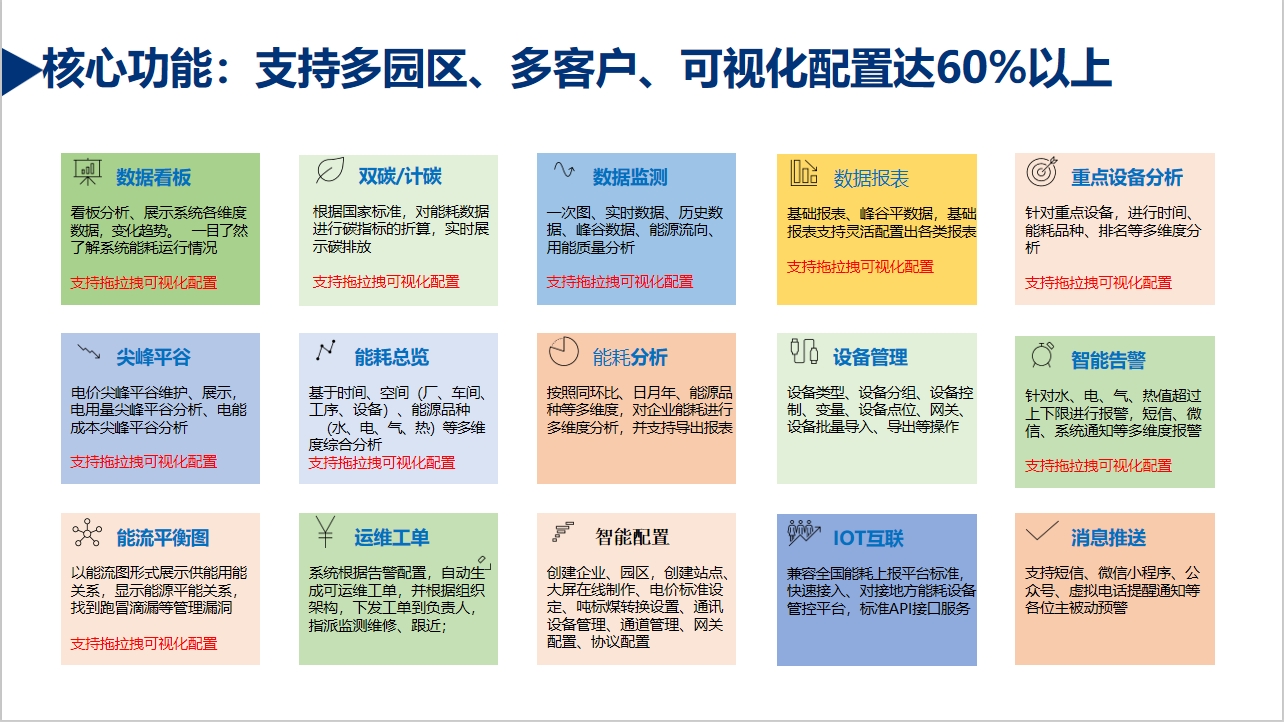 核心功能：支持多园区、多客户、可视化配置达60%以上
数据看板
看板分析、展示系统各维度
数据，变化趋势。 一目了然
了解系统能耗运行情况
支持拖拉拽可视化配置
双碳/计碳
根据国家标准，对能耗数据
进行碳指标的折算，实时展
示碳排放
支持拖拉拽可视化配置
数据监测
一次图、实时数据、历史数
据、峰谷数据、能源流向、
用能质量分析
支持拖拉拽可视化配置
数据报表
基础报表、峰谷平数据，基础
报表支持灵活配置出各类报表
支持拖拉拽可视化配置
重点设备分析
针对重点设备，进行时间、
能耗品种、排名等多维度分
析
支持拖拉拽可视化配置
尖峰平谷
电价尖峰平谷维护、展示，
电用量尖峰平谷分析、电能
成本尖峰平谷分析
支持拖拉拽可视化配置
能耗总览
基于时间、空间（厂、车间、
工序、设备）、能源品种
（水、电、气、热）等多维
度综合分析
支持拖拉拽可视化配置
能耗分析
按照同环比、日月年、能源品
种等多维度，对企业能耗进行
多维度分析，并支持导出报表
设备管理
设备类型、设备分组、设备控
制、变量、设备点位、网关、
设备批量导入、导出等操作
智能告警
针对水、电、气、热值超过
上下限进行报警，短信、微
信、系统通知等多维度报警
支持拖拉拽可视化配置
能流平衡图
以能流图形式展示供能用能
关系，显示能源平能关系，
找到跑冒滴漏等管理漏洞
支持拖拉拽可视化配置
运维工单
系统根据告警配置，自动生
成可运维工单，并根据组织
架构，下发工单到负责人，
指派监测维修、跟近；
智能配置
创建企业、园区，创建站点、
大屏在线制作、电价标准设
定、吨标煤转换设置、通讯
设备管理、通道管理、网关
配置、协议配置
IOT互联
兼容全国能耗上报平台标准，
快速接入、对接地方能耗设备
管控平台，标准API接口服务
消息推送
支持短信、微信小程序、公
众号、虚拟电话提醒通知等
各位主被动预警